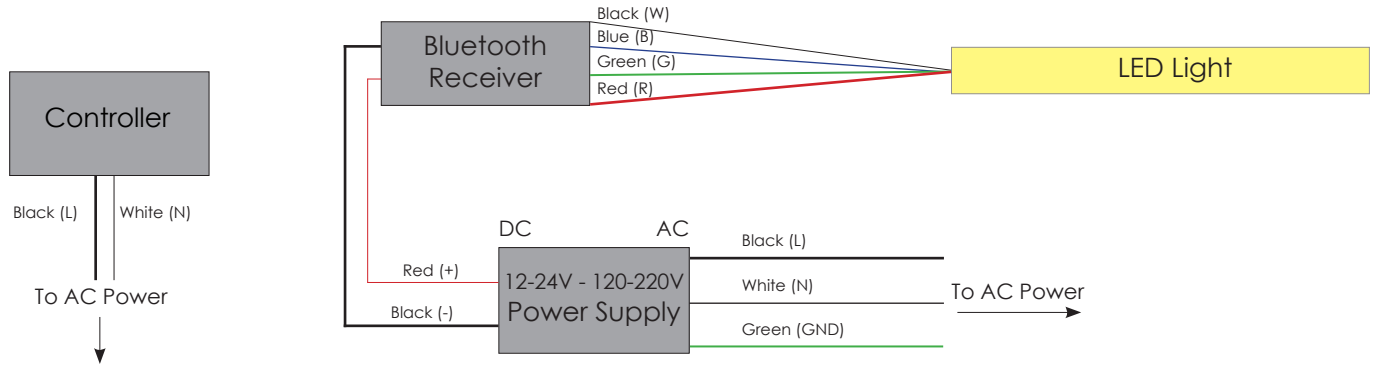 Controller
Black (L)
White (N)
To AC Power
Bluetooth
Receiver
Black (W)
Blue (B)
Green (G)
Red (R)
LED Light
DC
AC
Red (+)
Black (-)
12-24V - 120-220V
Power Supply
Black (L)
White (N)
Green (GND)
To AC Power